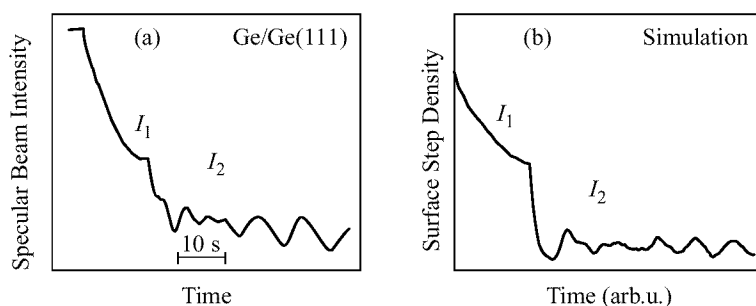 (a)
Ge/Ge(111)
Specular Beam Intensity
I₁
I₂
10 s
Time
(b)
Simulation
Surface Step Density
I₁
I₂
Time (arb.u.)